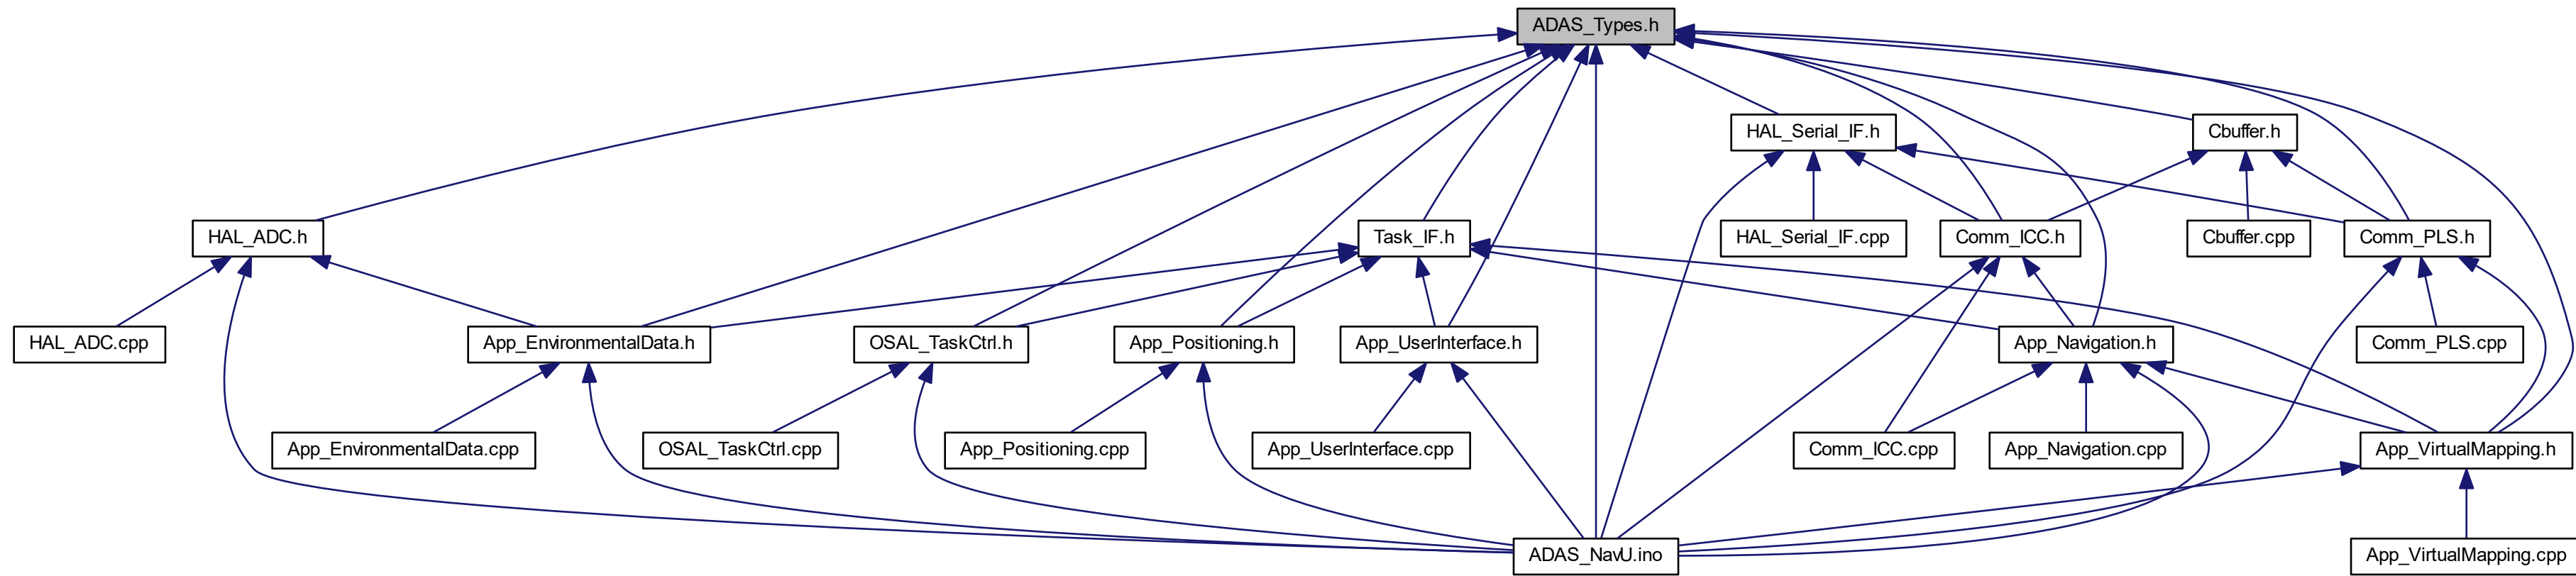 ADAS_Types.h
HAL_Serial_IF.h
Cbuffer.h
HAL_ADC.h
Task_IF.h
HAL_Serial_IF.cpp
Comm_ICC.h
Cbuffer.cpp
Comm_PLS.h
HAL_ADC.cpp
App_EnvironmentalData.h
OSAL_TaskCtrl.h
App_Positioning.h
App_UserInterface.h
App_Navigation.h
Comm_PLS.cpp
App_EnvironmentalData.cpp
OSAL_TaskCtrl.cpp
App_Positioning.cpp
App_UserInterface.cpp
Comm_ICC.cpp
App_Navigation.cpp
App_VirtualMapping.h
ADAS_NavU.ino
App_VirtualMapping.cpp